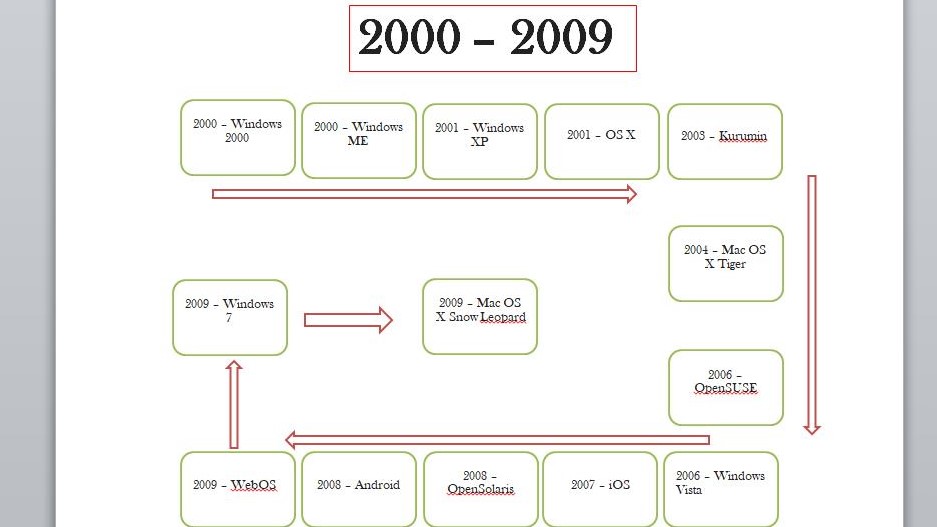 2000 – 2009
2000 – Windows
2000
2000 – Windows
ME
2001 – Windows
XP
2001 – OS X
2003 – Kurumin
2004 – Mac OS
X Tiger
2006 –
OpenSUSE
2006 – Windows
Vista
2007 – iOS
2008 –
OpenSolaris
2008 – Android
2009 – WebOS
2009 – Windows
7
2009 – Mac OS
X Snow Leopard